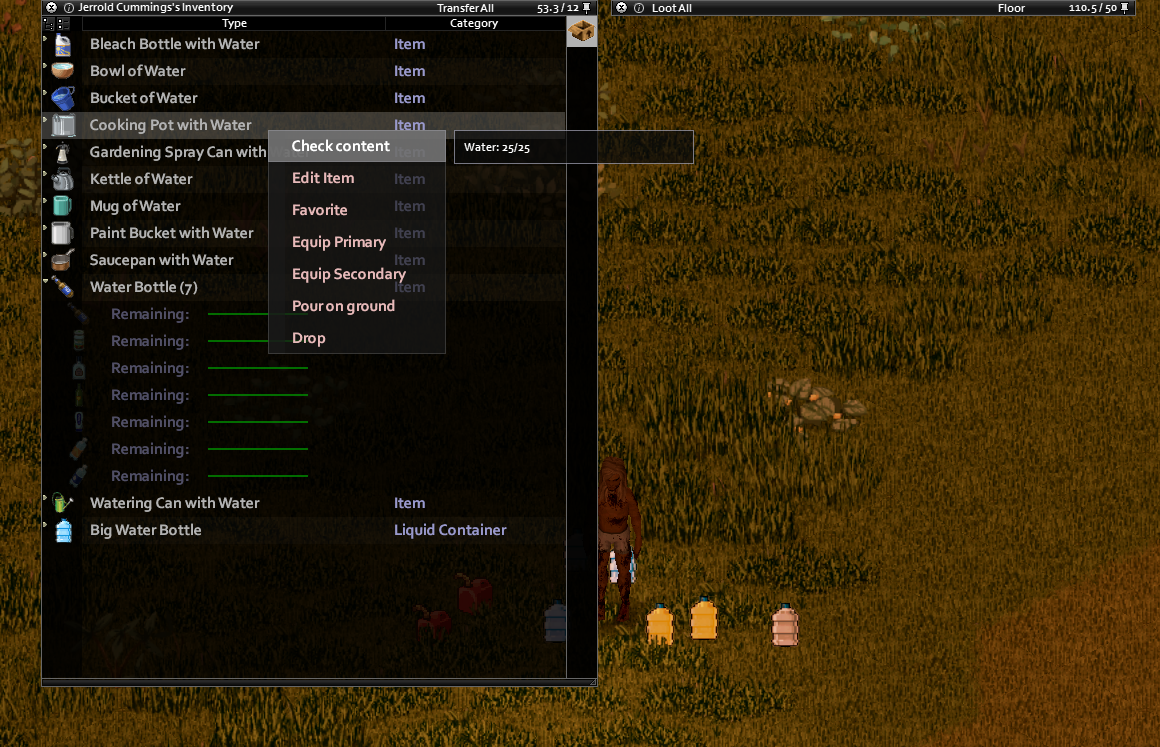 Jerrold Cummings's Inventory Transfer All 53.3 / 12
Loot All Floor 110.5 / 50
Type Category
Bleach Bottle with Water Item
Bowl of Water Item
Bucket of Water Item
Cooking Pot with Water Item
Check content
Water: 25/25
Gardening Spray Can with
Kettle of Water Item
Edit Item
Mug of Water Item
Favorite
Paint Bucket with Water Item
Equip Primary
Saucepan with Water Item
Equip Secondary
Water Bottle (7) Item
Pour on ground
Remaining:
Drop
Remaining:
Remaining:
Remaining:
Remaining:
Remaining:
Remaining:
Watering Can with Water Item
Big Water Bottle Liquid Container